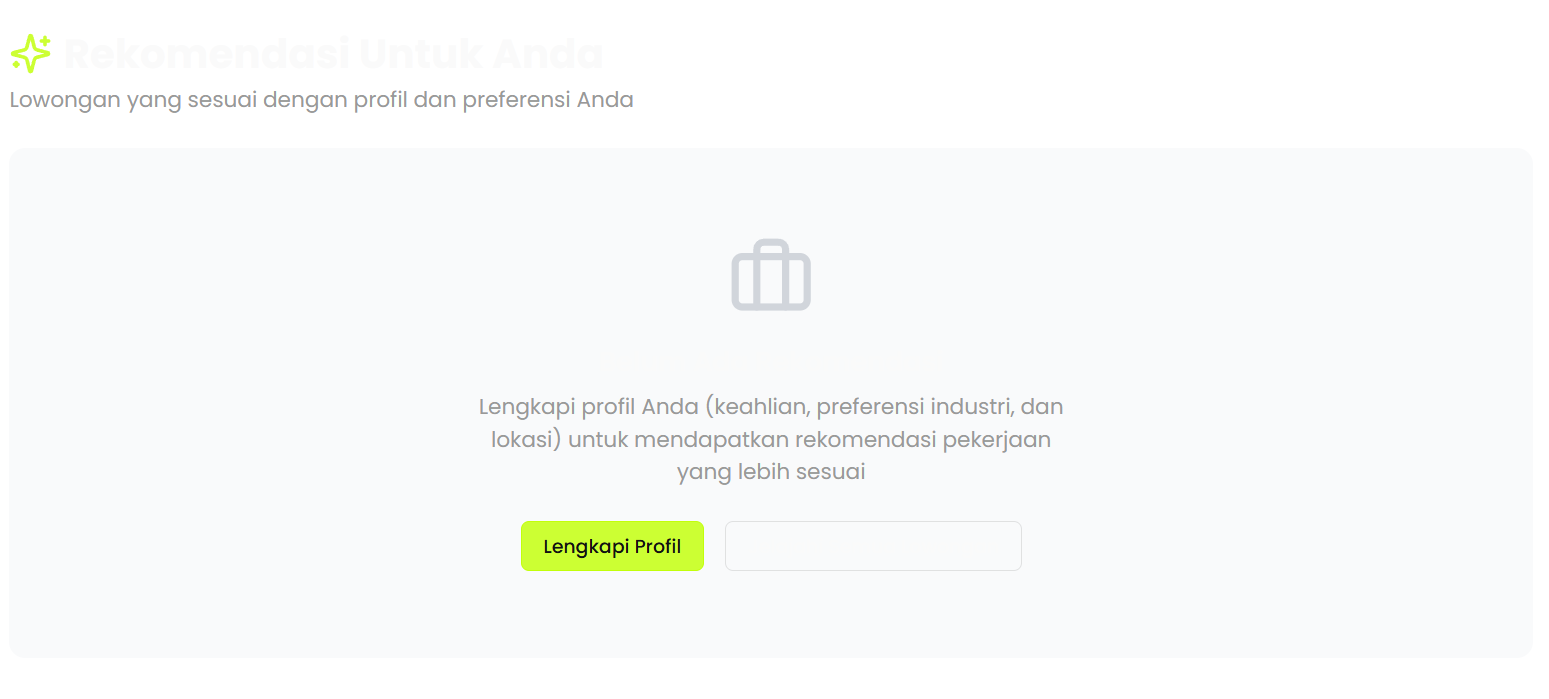 Rekomendasi Untuk Anda
Lowongan yang sesuai dengan profil dan preferensi Anda
Lengkapi profil Anda (keahlian, preferensi industri, dan
lokasi) untuk mendapatkan rekomendasi pekerjaan
yang lebih sesuai
Lengkapi Profil